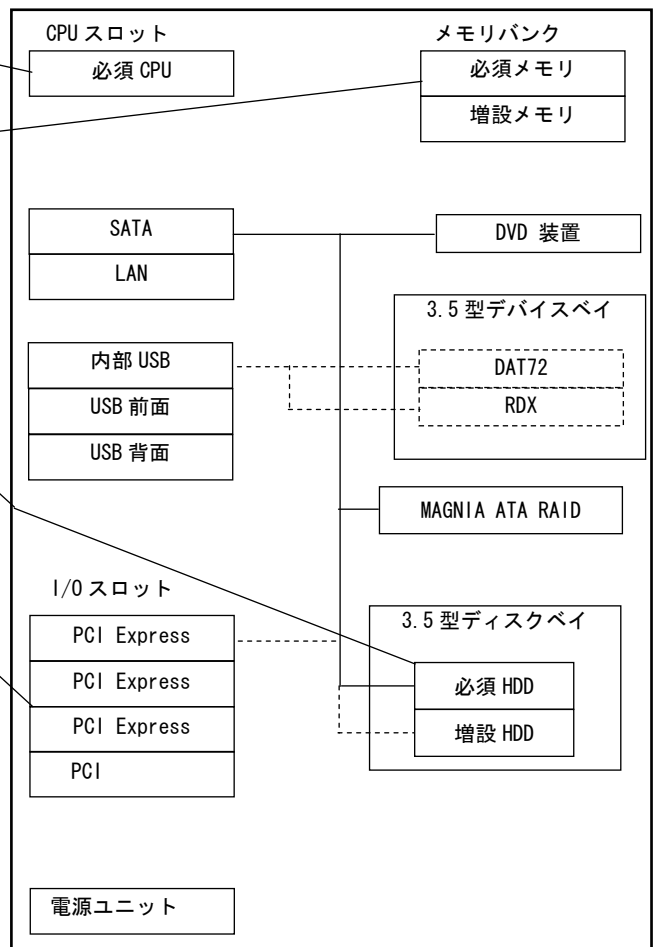 CPU スロット
必須 CPU
メモリバンク
必須メモリ
増設メモリ
SATA
LAN
DVD 装置
3.5 型デバイスベイ
DAT72
RDX
内部 USB
USB 前面
USB 背面
MAGNIA ATA RAID
I/O スロット
PCI Express
PCI Express
PCI Express
PCI
3.5 型ディスクベイ
必須 HDD
増設 HDD
電源ユニット